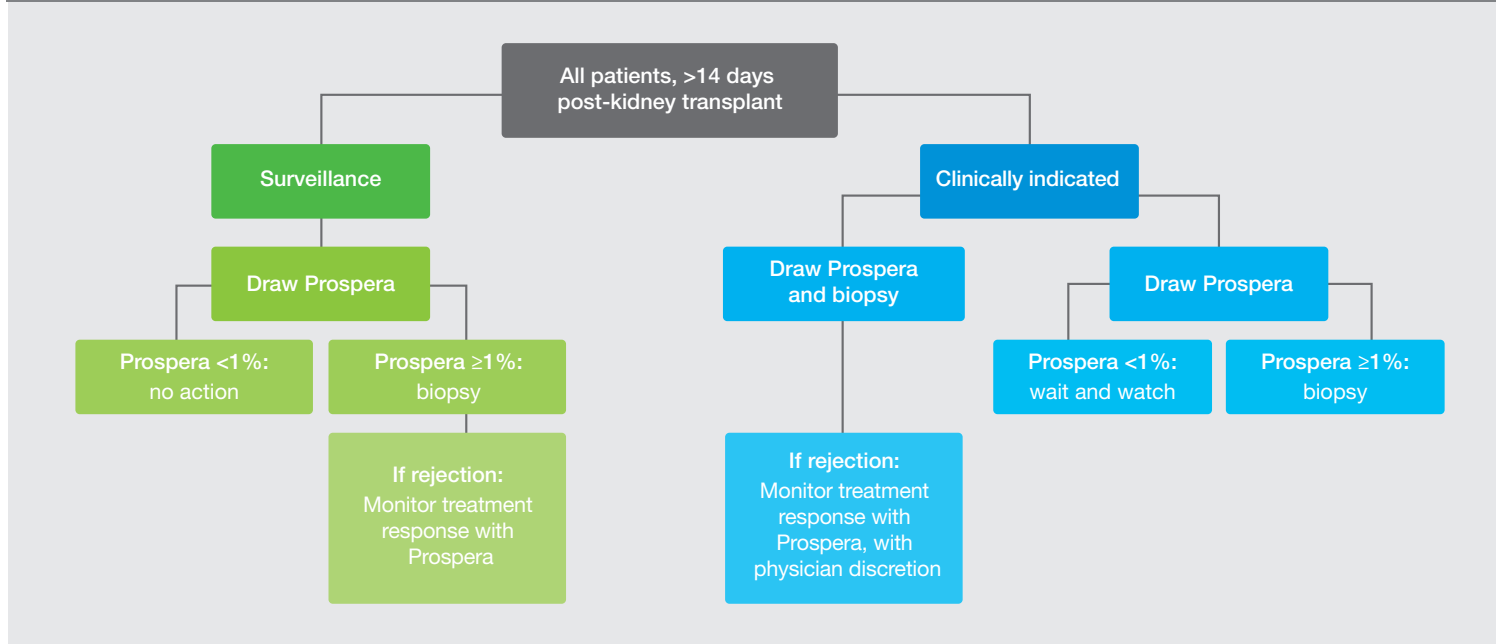 All patients, >14 days
post-kidney transplant
Surveillance
Clinically indicated
Draw Prospera
Draw Prospera
and biopsy
Draw Prospera
Prospera <1%:
no action
Prospera ≥1%:
biopsy
Prospera <1%:
wait and watch
Prospera ≥1%:
biopsy
If rejection:
Monitor treatment
response with
Prospera
If rejection:
Monitor treatment
response with
Prospera, with
physician discretion